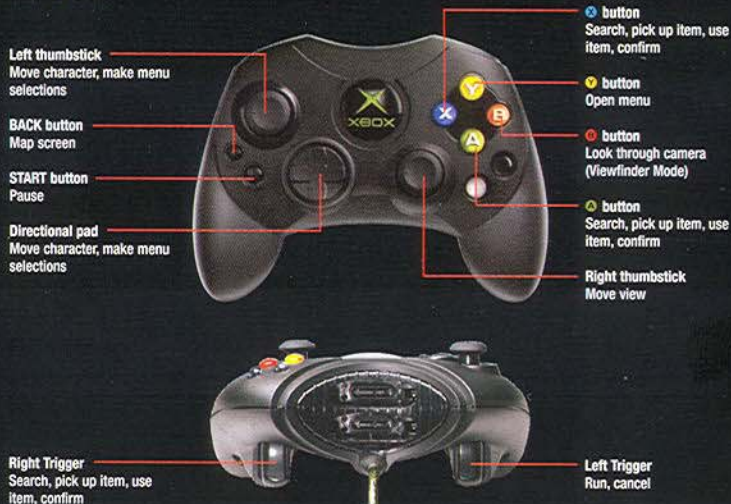 Left thumbstick
Move character, make menu
selections
BACK button
Map screen
START button
Pause
Directional pad
Move character, make menu
selections
XBOX
X
Y
B
A
X button
Search, pick up item, use
item, confirm
Y button
Open menu
B button
Look through camera
(Viewfinder Mode)
A button
Search, pick up item, use
item, confirm
Right thumbstick
Move view
Right Trigger
Search, pick up item, use
item, confirm
Left Trigger
Run, cancel